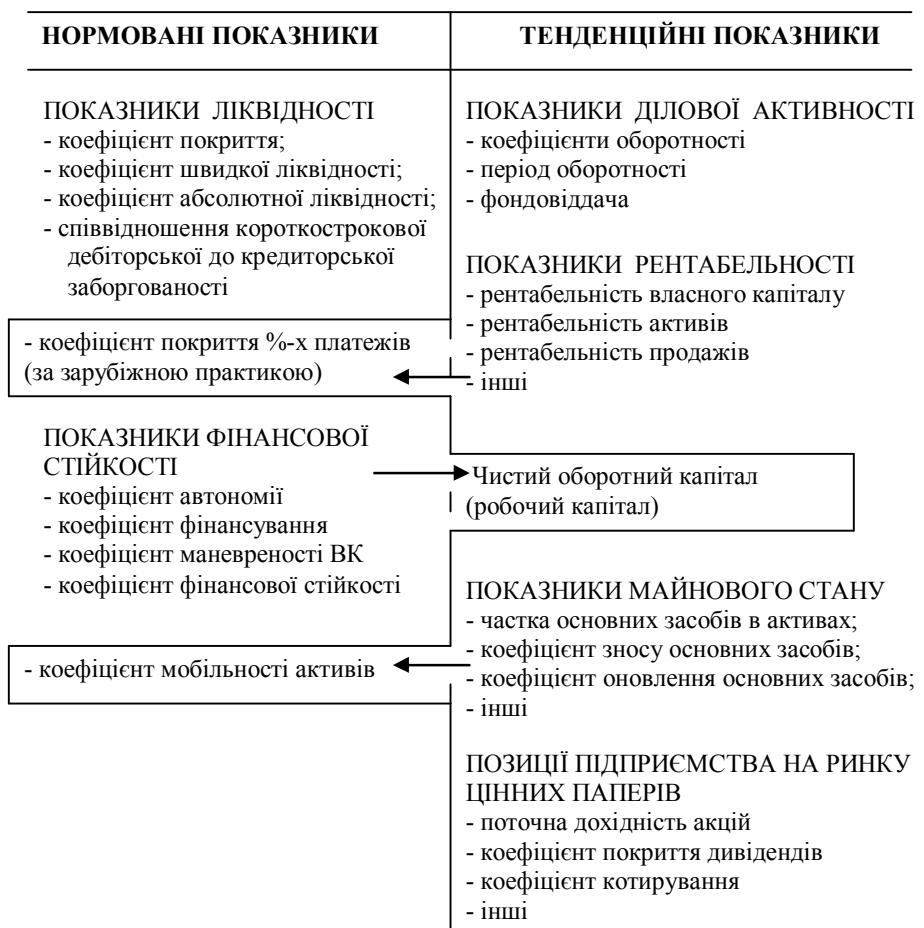 НОРМОВАНІ ПОКАЗНИКИ
ПОКАЗНИКИ ЛІКВІДНОСТІ
- коефіцієнт покриття;
- коефіцієнт швидкої ліквідності;
- коефіцієнт абсолютної ліквідності;
- співвідношення короткострокової
дебіторської до кредиторської
заборгованості
- коефіцієнт покриття %-х платежів
(за зарубіжною практикою)
ПОКАЗНИКИ ФІНАНСОВОЇ
СТІЙКОСТІ
- коефіцієнт автономії
- коефіцієнт фінансування
- коефіцієнт маневреності ВК
- коефіцієнт фінансової стійкості
- коефіцієнт мобільності активів
ТЕНДЕНЦІЙНІ ПОКАЗНИКИ
ПОКАЗНИКИ ДІЛОВОЇ АКТИВНОСТІ
- коефіцієнти оборотності
- період оборотності
- фондовіддача
ПОКАЗНИКИ РЕНТАБЕЛЬНОСТІ
- рентабельність власного капіталу
- рентабельність активів
- рентабельність продажів
- інші
Чистий оборотний капітал
(робочий капітал)
ПОКАЗНИКИ МАЙНОВОГО СТАНУ
- частка основних засобів в активах;
- коефіцієнт зносу основних засобів;
- коефіцієнт оновлення основних засобів;
- інші
ПОЗИЦІЇ ПІДПРИЄМСТВА НА РИНКУ
ЦІННИХ ПАПЕРІВ
- поточна дохідність акцій
- коефіцієнт покриття дивідендів
- коефіцієнт котирування
- інші